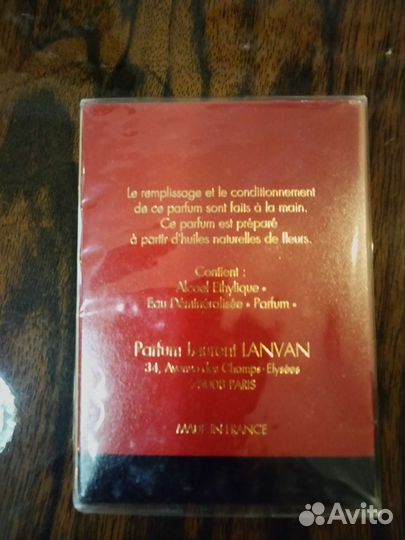 Le remplissage et le conditionnement
de ce parfum sont faits à la main.
Ce parfum est préparé
à partir d'huiles naturelles de fleurs.
Contient :
Alcool Ethylique •
Eau Déminéralisée • Parfum •
Parfum Laurent LANVAN
34, Avenue des Champs-Elysées
75008 PARIS
MADE IN FRANCE
Avito